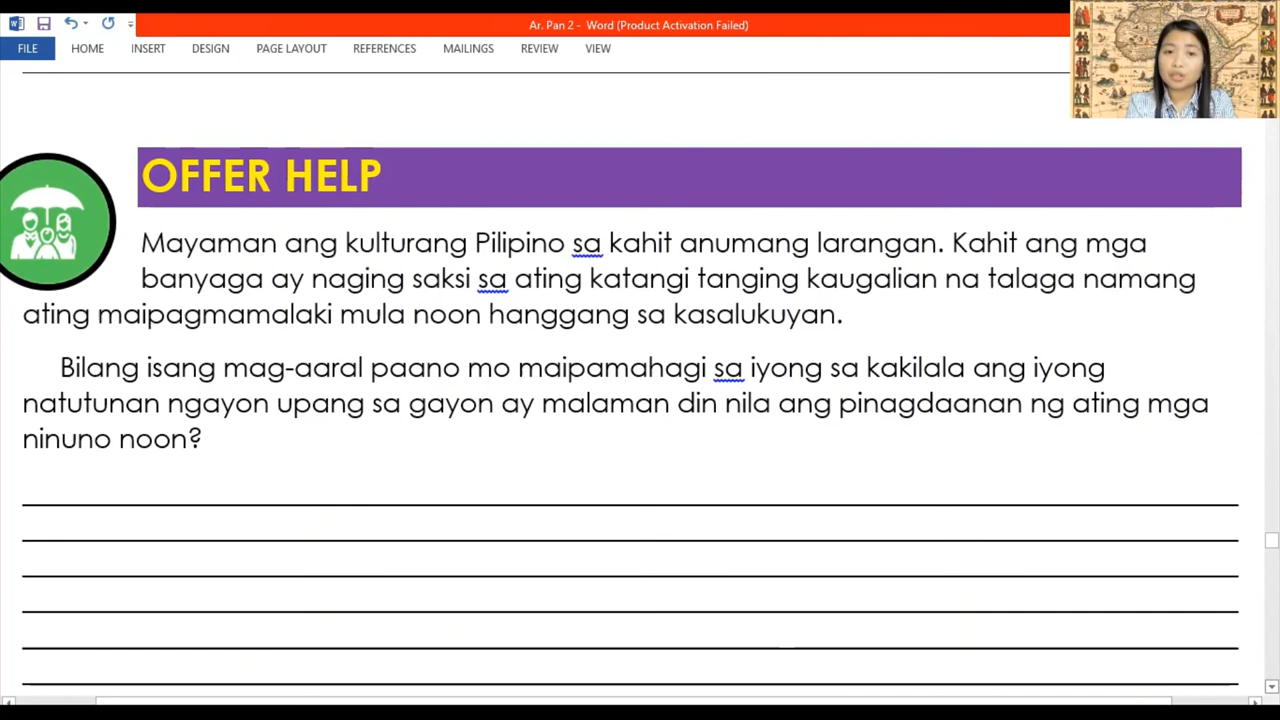 Ar. Pan 2 - Word (Product Activation Failed)
FILE HOME INSERT DESIGN PAGE LAYOUT REFERENCES MAILINGS REVIEW VIEW
OFFER HELP
Mayaman ang kulturang Pilipino sa kahit anumang larangan. Kahit ang mga
banyaga ay naging saksi sa ating katangi tanging kaugalian na talaga namang
ating maipagmamalaki mula noon hanggang sa kasalukuyan.
Bilang isang mag-aaral paano mo maipamahagi sa iyong sa kakilala ang iyong
natutunan ngayon upang sa gayon ay malaman din nila ang pinagdaanan ng ating mga
ninuno noon?